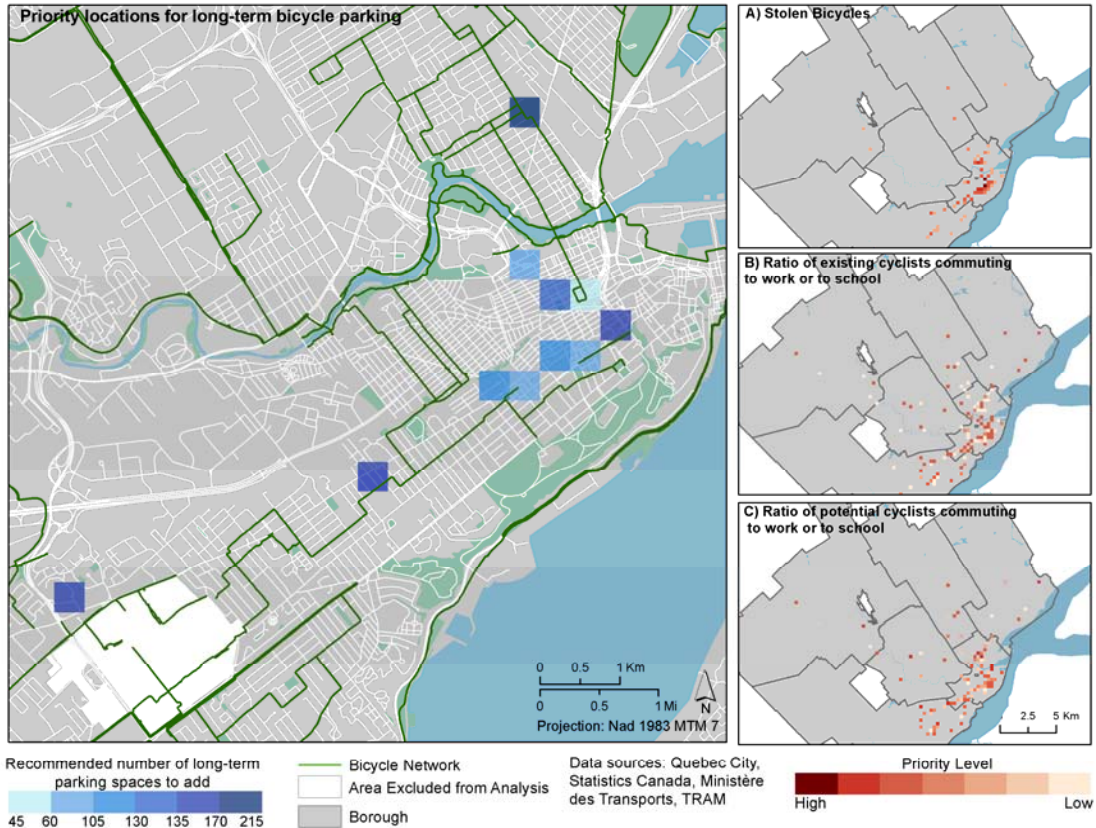 Priority locations for long-term bicycle parking
0 0.5 1 Km
0 0.5 1 Mi
N
Projection: Nad 1983 MTM 7
A) Stolen Bicycles
B) Ratio of existing cyclists commuting
to work or to school
C) Ratio of potential cyclists commuting
to work or to school
2.5 5 Km
Recommended number of long-term
parking spaces to add
45 60 105 130 135 170 215
Bicycle Network
Area Excluded from Analysis
Borough
Data sources: Quebec City,
Statistics Canada, Ministère
des Transports, TRAM
Priority Level
High Low